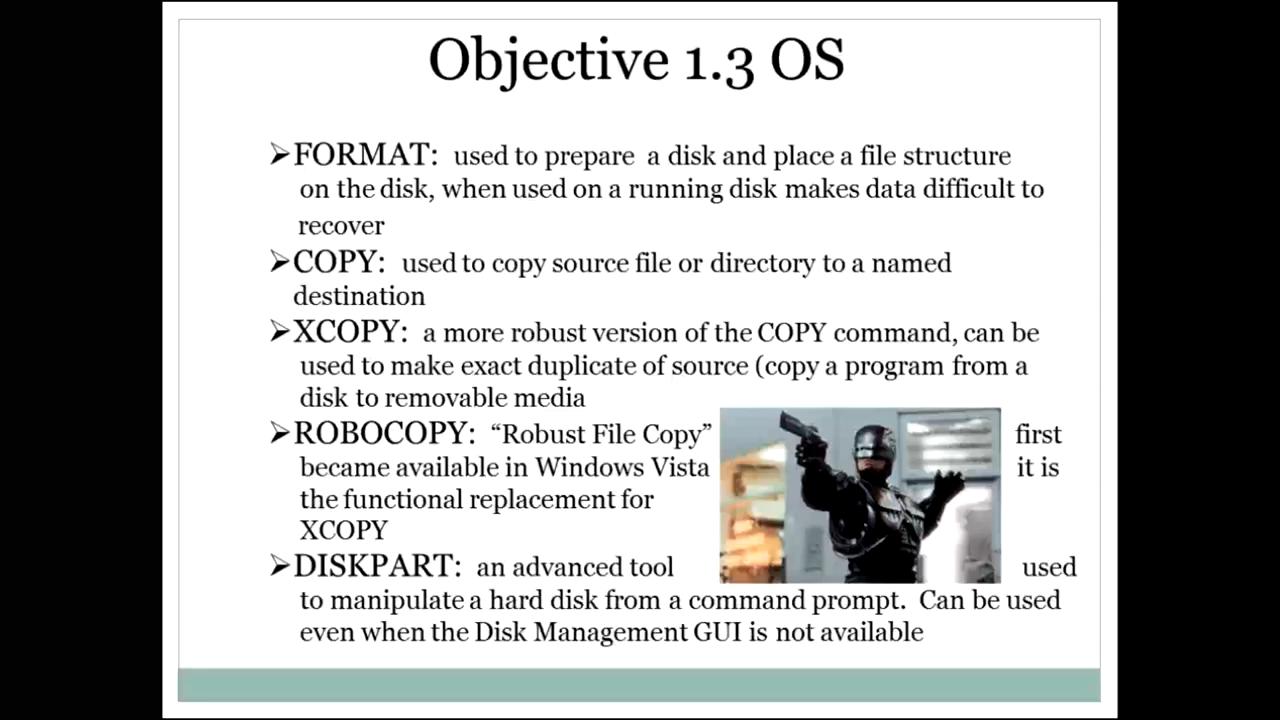 Objective 1.3 OS
➢FORMAT: used to prepare a disk and place a file structure
on the disk, when used on a running disk makes data difficult to
recover
➢COPY: used to copy source file or directory to a named
destination
➢XCOPY: a more robust version of the COPY command, can be
used to make exact duplicate of source (copy a program from a
disk to removable media
➢ROBOCOPY: “Robust File Copy” first
became available in Windows Vista it is
the functional replacement for
XCOPY
➢DISKPART: an advanced tool used
to manipulate a hard disk from a command prompt. Can be used
even when the Disk Management GUI is not available